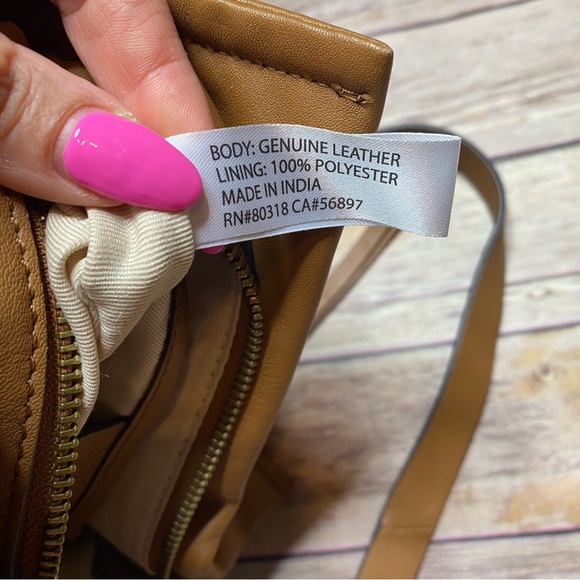 BODY: GENUINE LEATHER
LINING: 100% POLYESTER
MADE IN INDIA
RN#80318 CA#56897